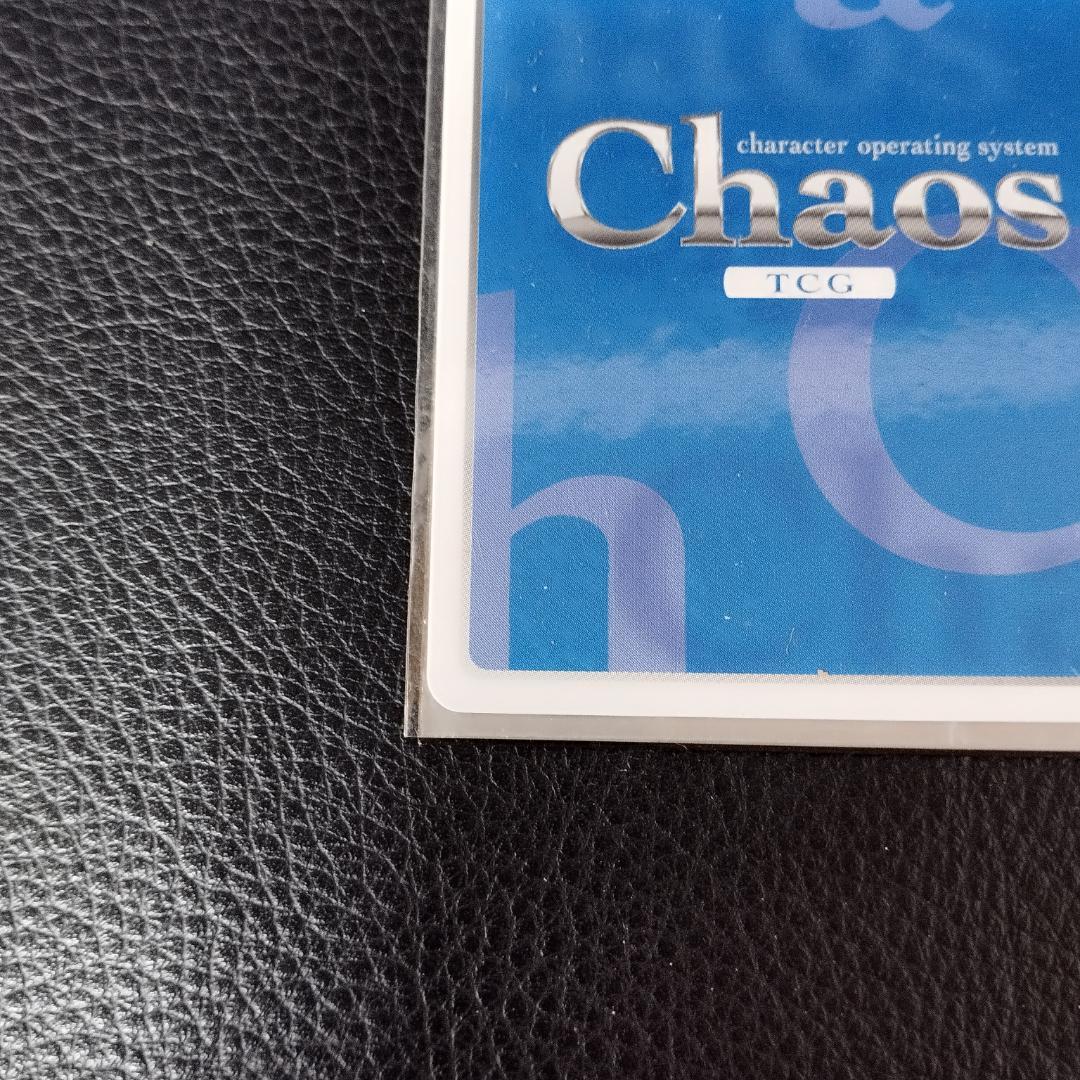 a
character operating system
Chaos
TCG
h